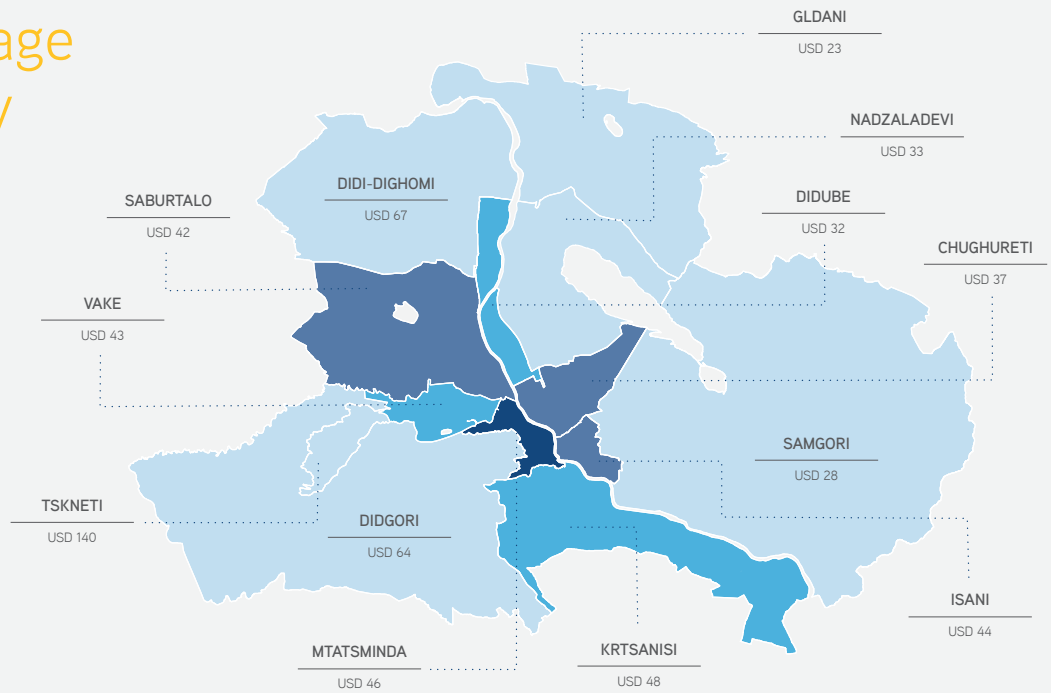 GLDANI
USD 23
NADZALADEVI
USD 33
SABURTALO
USD 42
DIDI-DIGHOMI
USD 67
DIDUBE
USD 32
CHUGHURETI
USD 37
VAKE
USD 43
SAMGORI
USD 28
TSKNETI
USD 140
DIDGORI
USD 64
ISANI
USD 44
MTATSMINDA
USD 46
KRTSANISI
USD 48